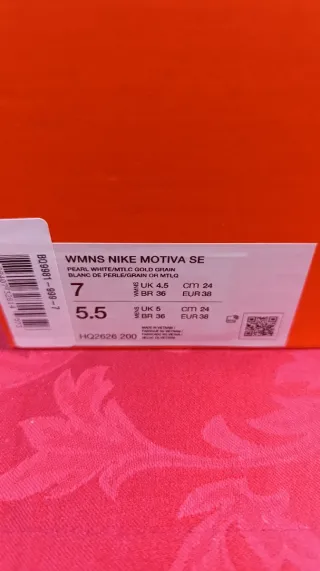 WMNS NIKE MOTIVA SE
PEARL WHITE/MTLC GOLD GRAIN
BLANC DE PERLE/GRAIN OR MTLQ
7 WMNS UK 4.5 cm 24
BR 36 EUR 38
5.5 MENS UK 5 cm 24
BR 36 EUR 38
HQ2626 200
BQ9981-999-7